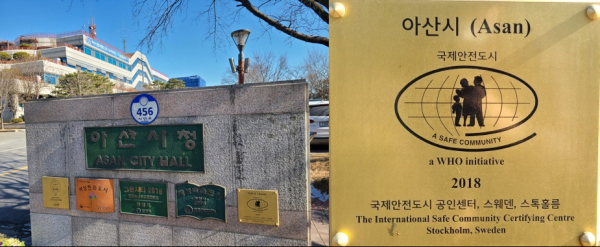 456
아산시청
ASAN CITY HALL
아산시 (Asan)
국제안전도시
A SAFE COMMUNITY
a WHO initiative
2018
국제안전도시 공인센터, 스웨덴, 스톡홀름
The International Safe Community Certifying Centre
Stockholm, Sweden